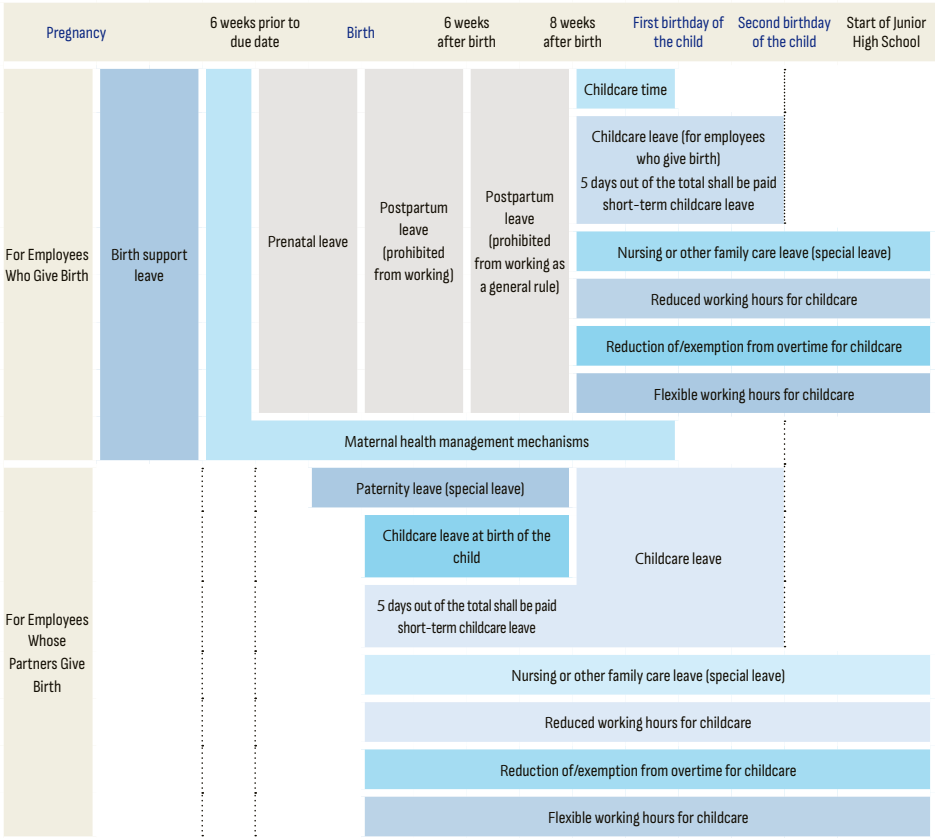 Pregnancy
6 weeks prior to
due date
Birth
6 weeks
after birth
8 weeks
after birth
First birthday of
the child
Second birthday
of the child
Start of Junior
High School
For Employees
Who Give Birth
Birth support
leave
Prenatal leave
Postpartum
leave
(prohibited
from working)
Postpartum
leave
(prohibited
from working as
a general rule)
Childcare time
Childcare leave (for employees
who give birth)
5 days out of the total shall be paid
short-term childcare leave
Nursing or other family care leave (special leave)
Reduced working hours for childcare
Reduction of/exemption from overtime for childcare
Flexible working hours for childcare
Maternal health management mechanisms
For Employees
Whose
Partners Give
Birth
Paternity leave (special leave)
Childcare leave at birth of the
child
Childcare leave
5 days out of the total shall be paid
short-term childcare leave
Nursing or other family care leave (special leave)
Reduced working hours for childcare
Reduction of/exemption from overtime for childcare
Flexible working hours for childcare